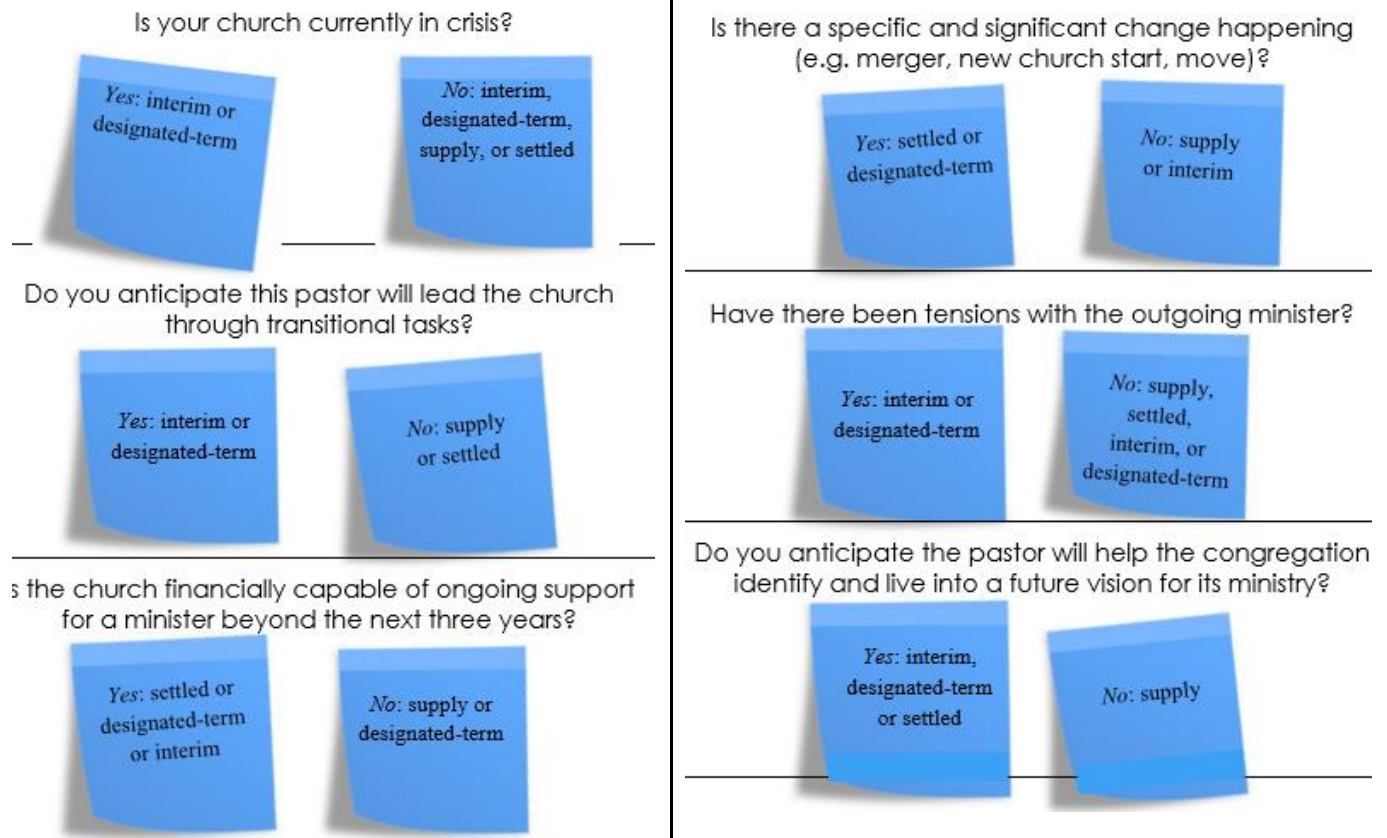 Is your church currently in crisis?
Yes: interim or
designated-term
No: interim,
designated-term,
supply, or settled
Do you anticipate this pastor will lead the church
through transitional tasks?
Yes: interim or
designated-term
No: supply
or settled
s the church financially capable of ongoing support
for a minister beyond the next three years?
Yes: settled or
designated-term
or interim
No: supply or
designated-term
Is there a specific and significant change happening
(e.g. merger, new church start, move)?
Yes: settled or
designated-term
No: supply
or interim
Have there been tensions with the outgoing minister?
Yes: interim or
designated-term
No: supply,
settled,
interim, or
designated-term
Do you anticipate the pastor will help the congregation
identify and live into a future vision for its ministry?
Yes: interim,
designated-term
or settled
No: supply